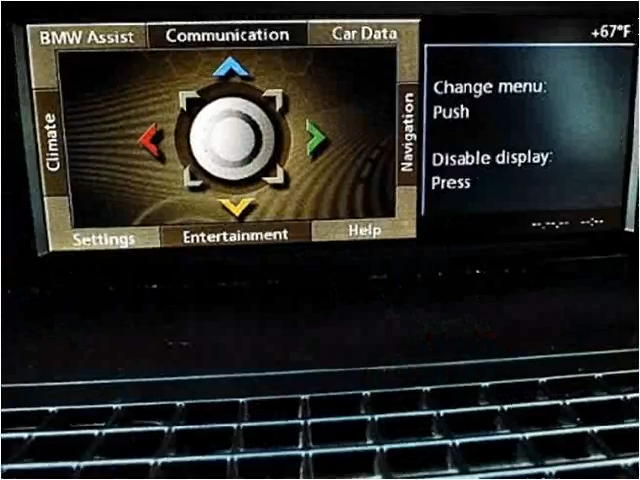 BMW Assist
Communication
Car Data
+67°F
Climate
Navigation
Change menu:
Push
Disable display:
Press
Settings
Entertainment
Help
--.--.-- --:--